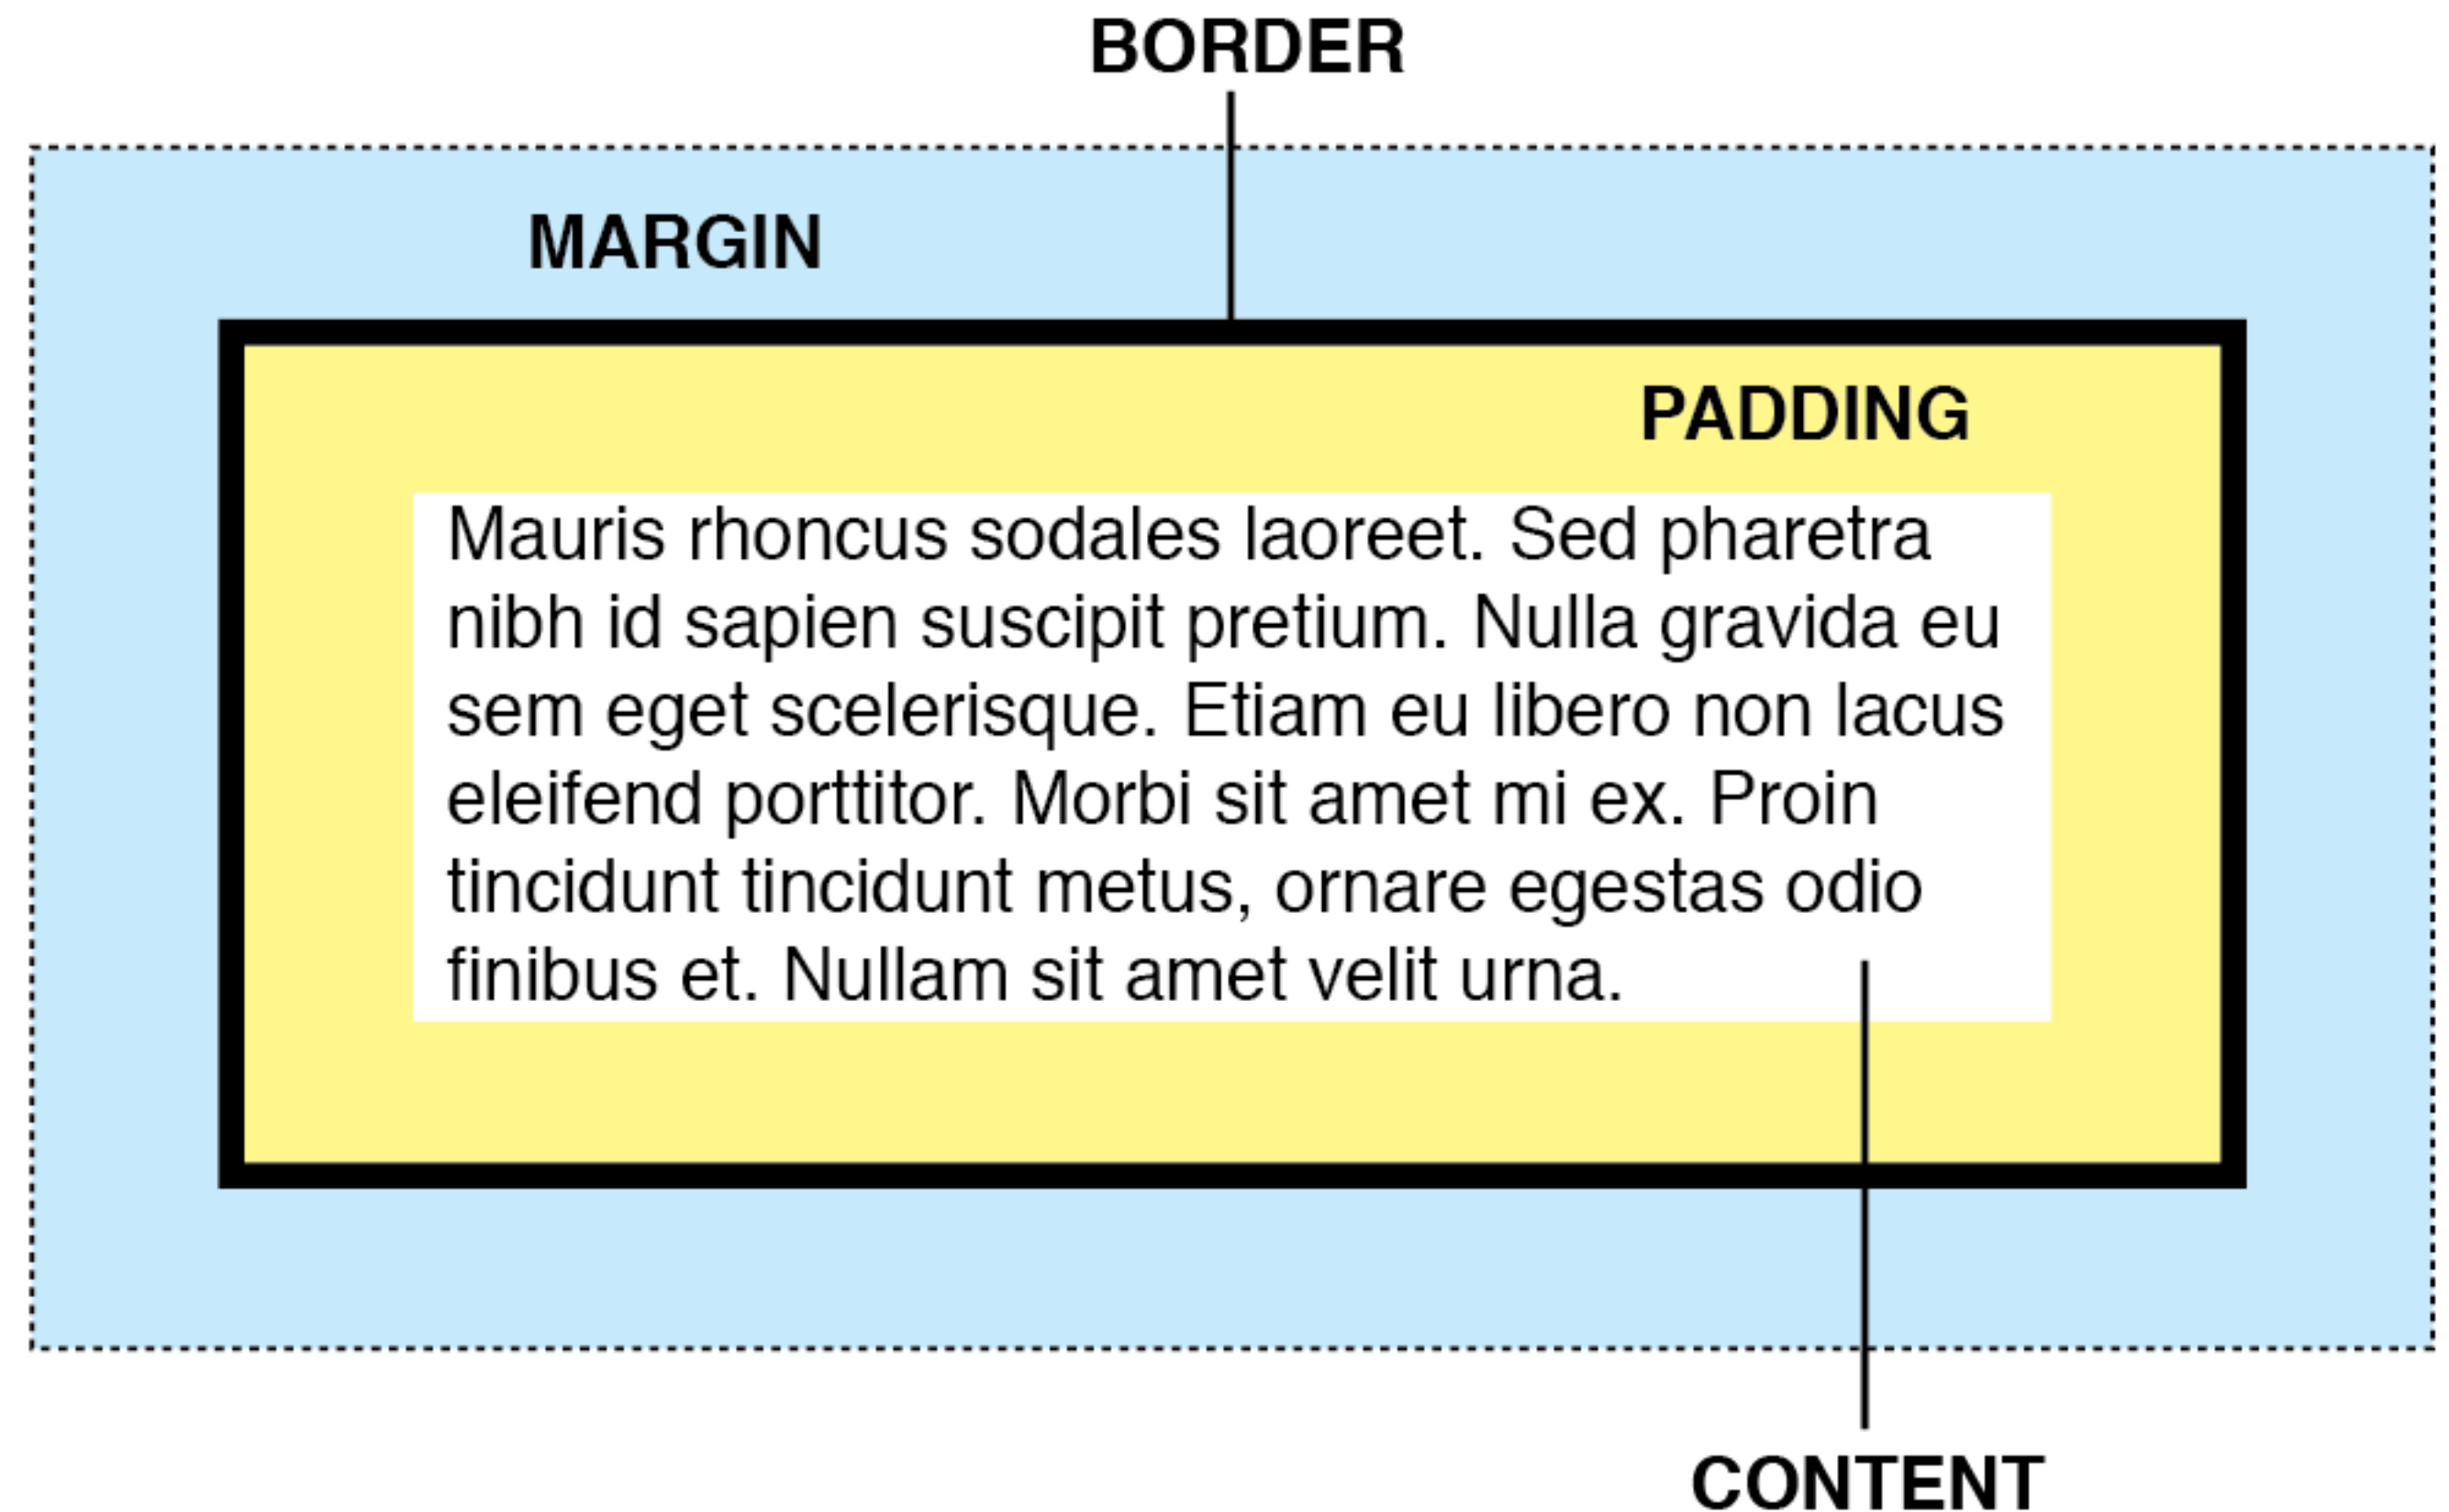 BORDER
MARGIN
PADDING
Mauris rhoncus sodales laoreet. Sed pharetra
nibh id sapien suscipit pretium. Nulla gravida eu
sem eget scelerisque. Etiam eu libero non lacus
eleifend porttitor. Morbi sit amet mi ex. Proin
tincidunt tincidunt metus, ornare egestas odio
finibus et. Nullam sit amet velit urna.
CONTENT